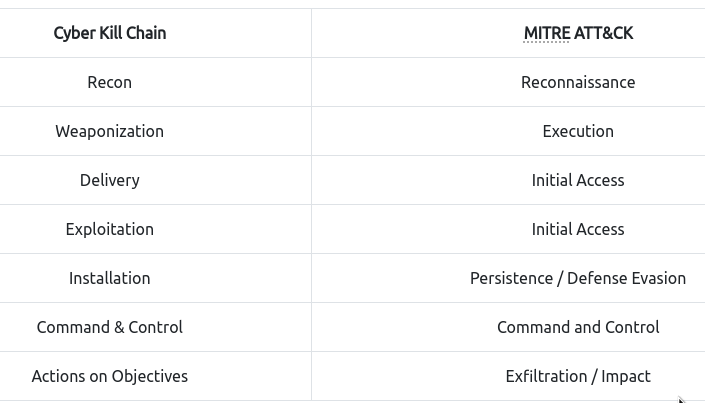 Cyber Kill Chain MITRE ATT&CK
Recon Reconnaissance
Weaponization Execution
Delivery Initial Access
Exploitation Initial Access
Installation Persistence / Defense Evasion
Command & Control Command and Control
Actions on Objectives Exfiltration / Impact